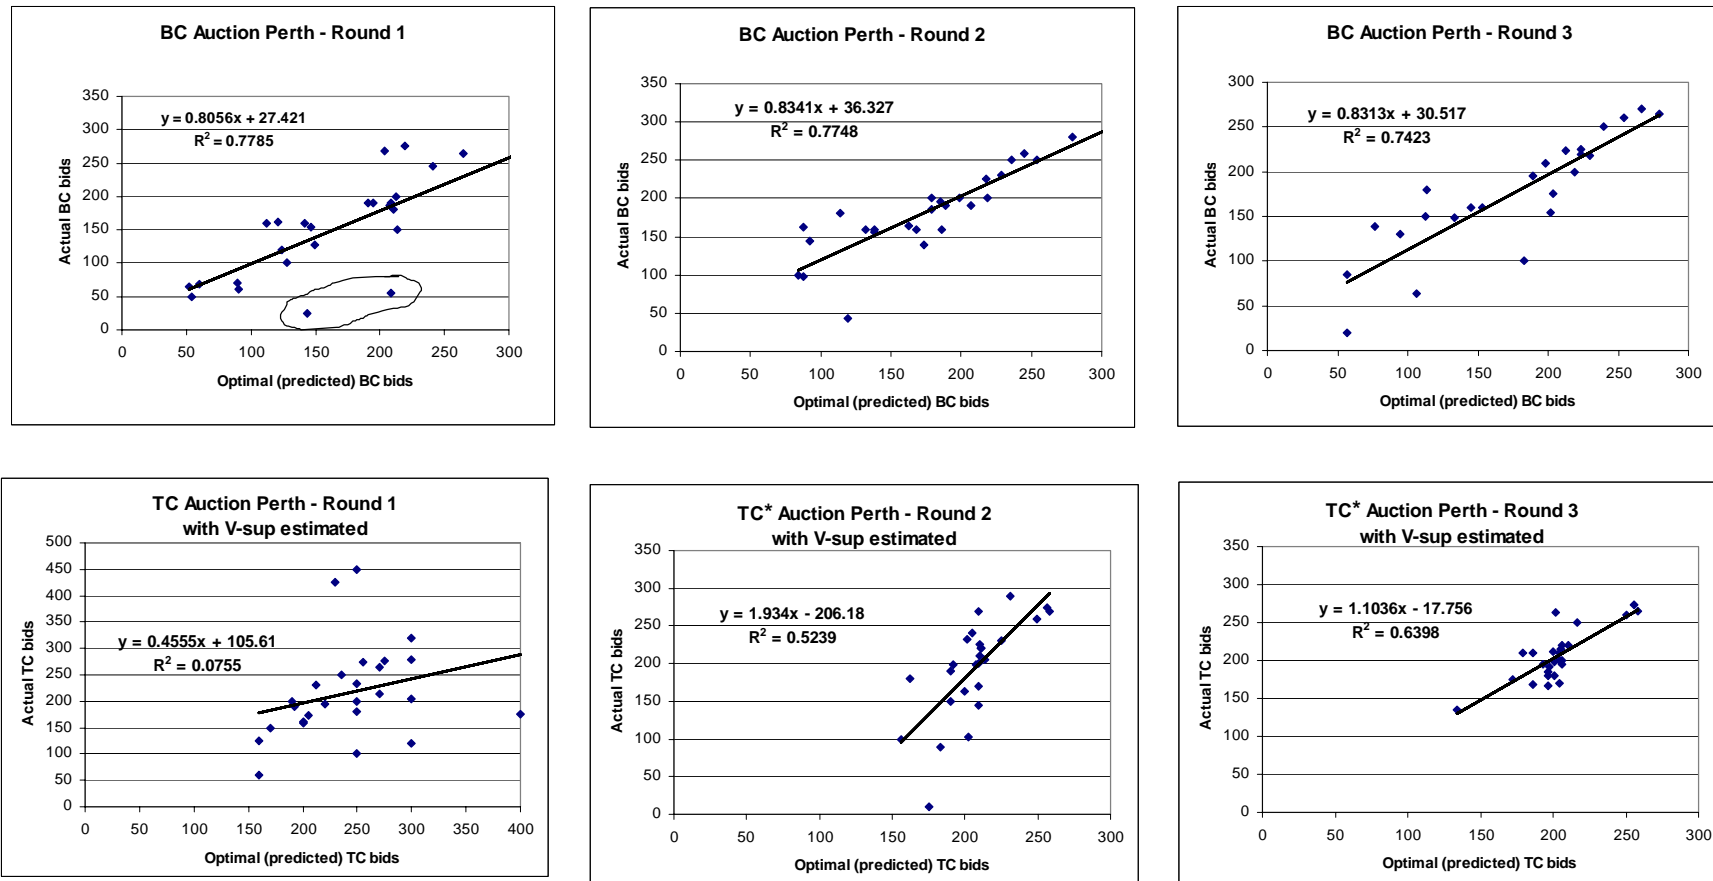 BC Auction Perth - Round 1
350
300
250
200
150
100
50
0
y = 0.8056x + 27.421
R² = 0.7785
Actual BC bids
0 50 100 150 200 250 300
Optimal (predicted) BC bids
BC Auction Perth - Round 2
350
300
250
200
150
100
50
0
y = 0.8341x + 36.327
R² = 0.7748
Actual BC bids
0 50 100 150 200 250 300
Optimal (predicted) BC bids
BC Auction Perth - Round 3
300
250
200
150
100
50
0
y = 0.8313x + 30.517
R² = 0.7423
Actual BC bids
0 50 100 150 200 250 300
Optimal (predicted) BC bids
TC Auction Perth - Round 1
with V-sup estimated
500
450
400
350
300
250
200
150
100
50
0
y = 0.4555x + 105.61
R² = 0.0755
Actual TC bids
0 50 100 150 200 250 300 350 400
Optimal (predicted) TC bids
TC* Auction Perth - Round 2
with V-sup estimated
350
300
250
200
150
100
50
0
y = 1.934x - 206.18
R² = 0.5239
Actual TC bids
0 50 100 150 200 250 300
Optimal (predicted) TC bids
TC* Auction Perth - Round 3
with V-sup estimated
350
300
250
200
150
100
50
0
y = 1.1036x - 17.756
R² = 0.6398
Actual TC bids
0 50 100 150 200 250 300
Optimal (predicted) TC bids